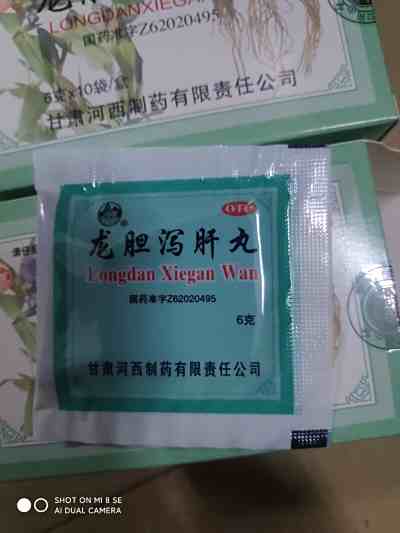 LONGDANXIEGAN
国药准字Z62020495
6克×10袋/盒
甘肃河西制药有限责任公司
OTC
龙胆泻肝丸
Longdan Xiegan Wan
国药准字Z62020495
6克
甘肃河西制药有限责任公司
SHOT ON MI 8 SE
AI DUAL CAMERA